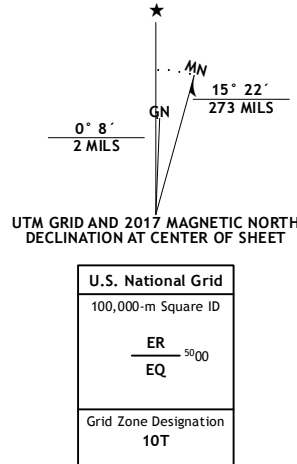 ★
MN
GN
15° 22´
273 MILS
0° 8´
2 MILS
UTM GRID AND 2017 MAGNETIC NORTH
DECLINATION AT CENTER OF SHEET
U.S. National Grid
100,000-m Square ID
ER
5000
EQ
Grid Zone Designation
10T